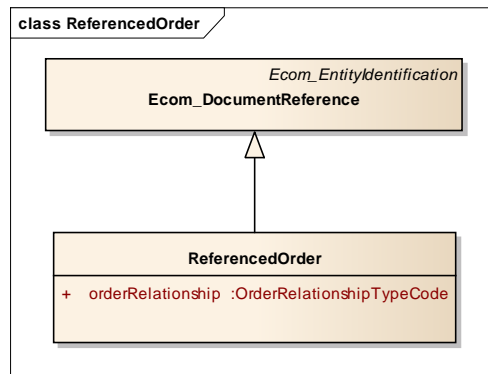 class ReferencedOrder
Ecom_EntityIdentification
Ecom_DocumentReference
ReferencedOrder
+ orderRelationship :OrderRelationshipTypeCode